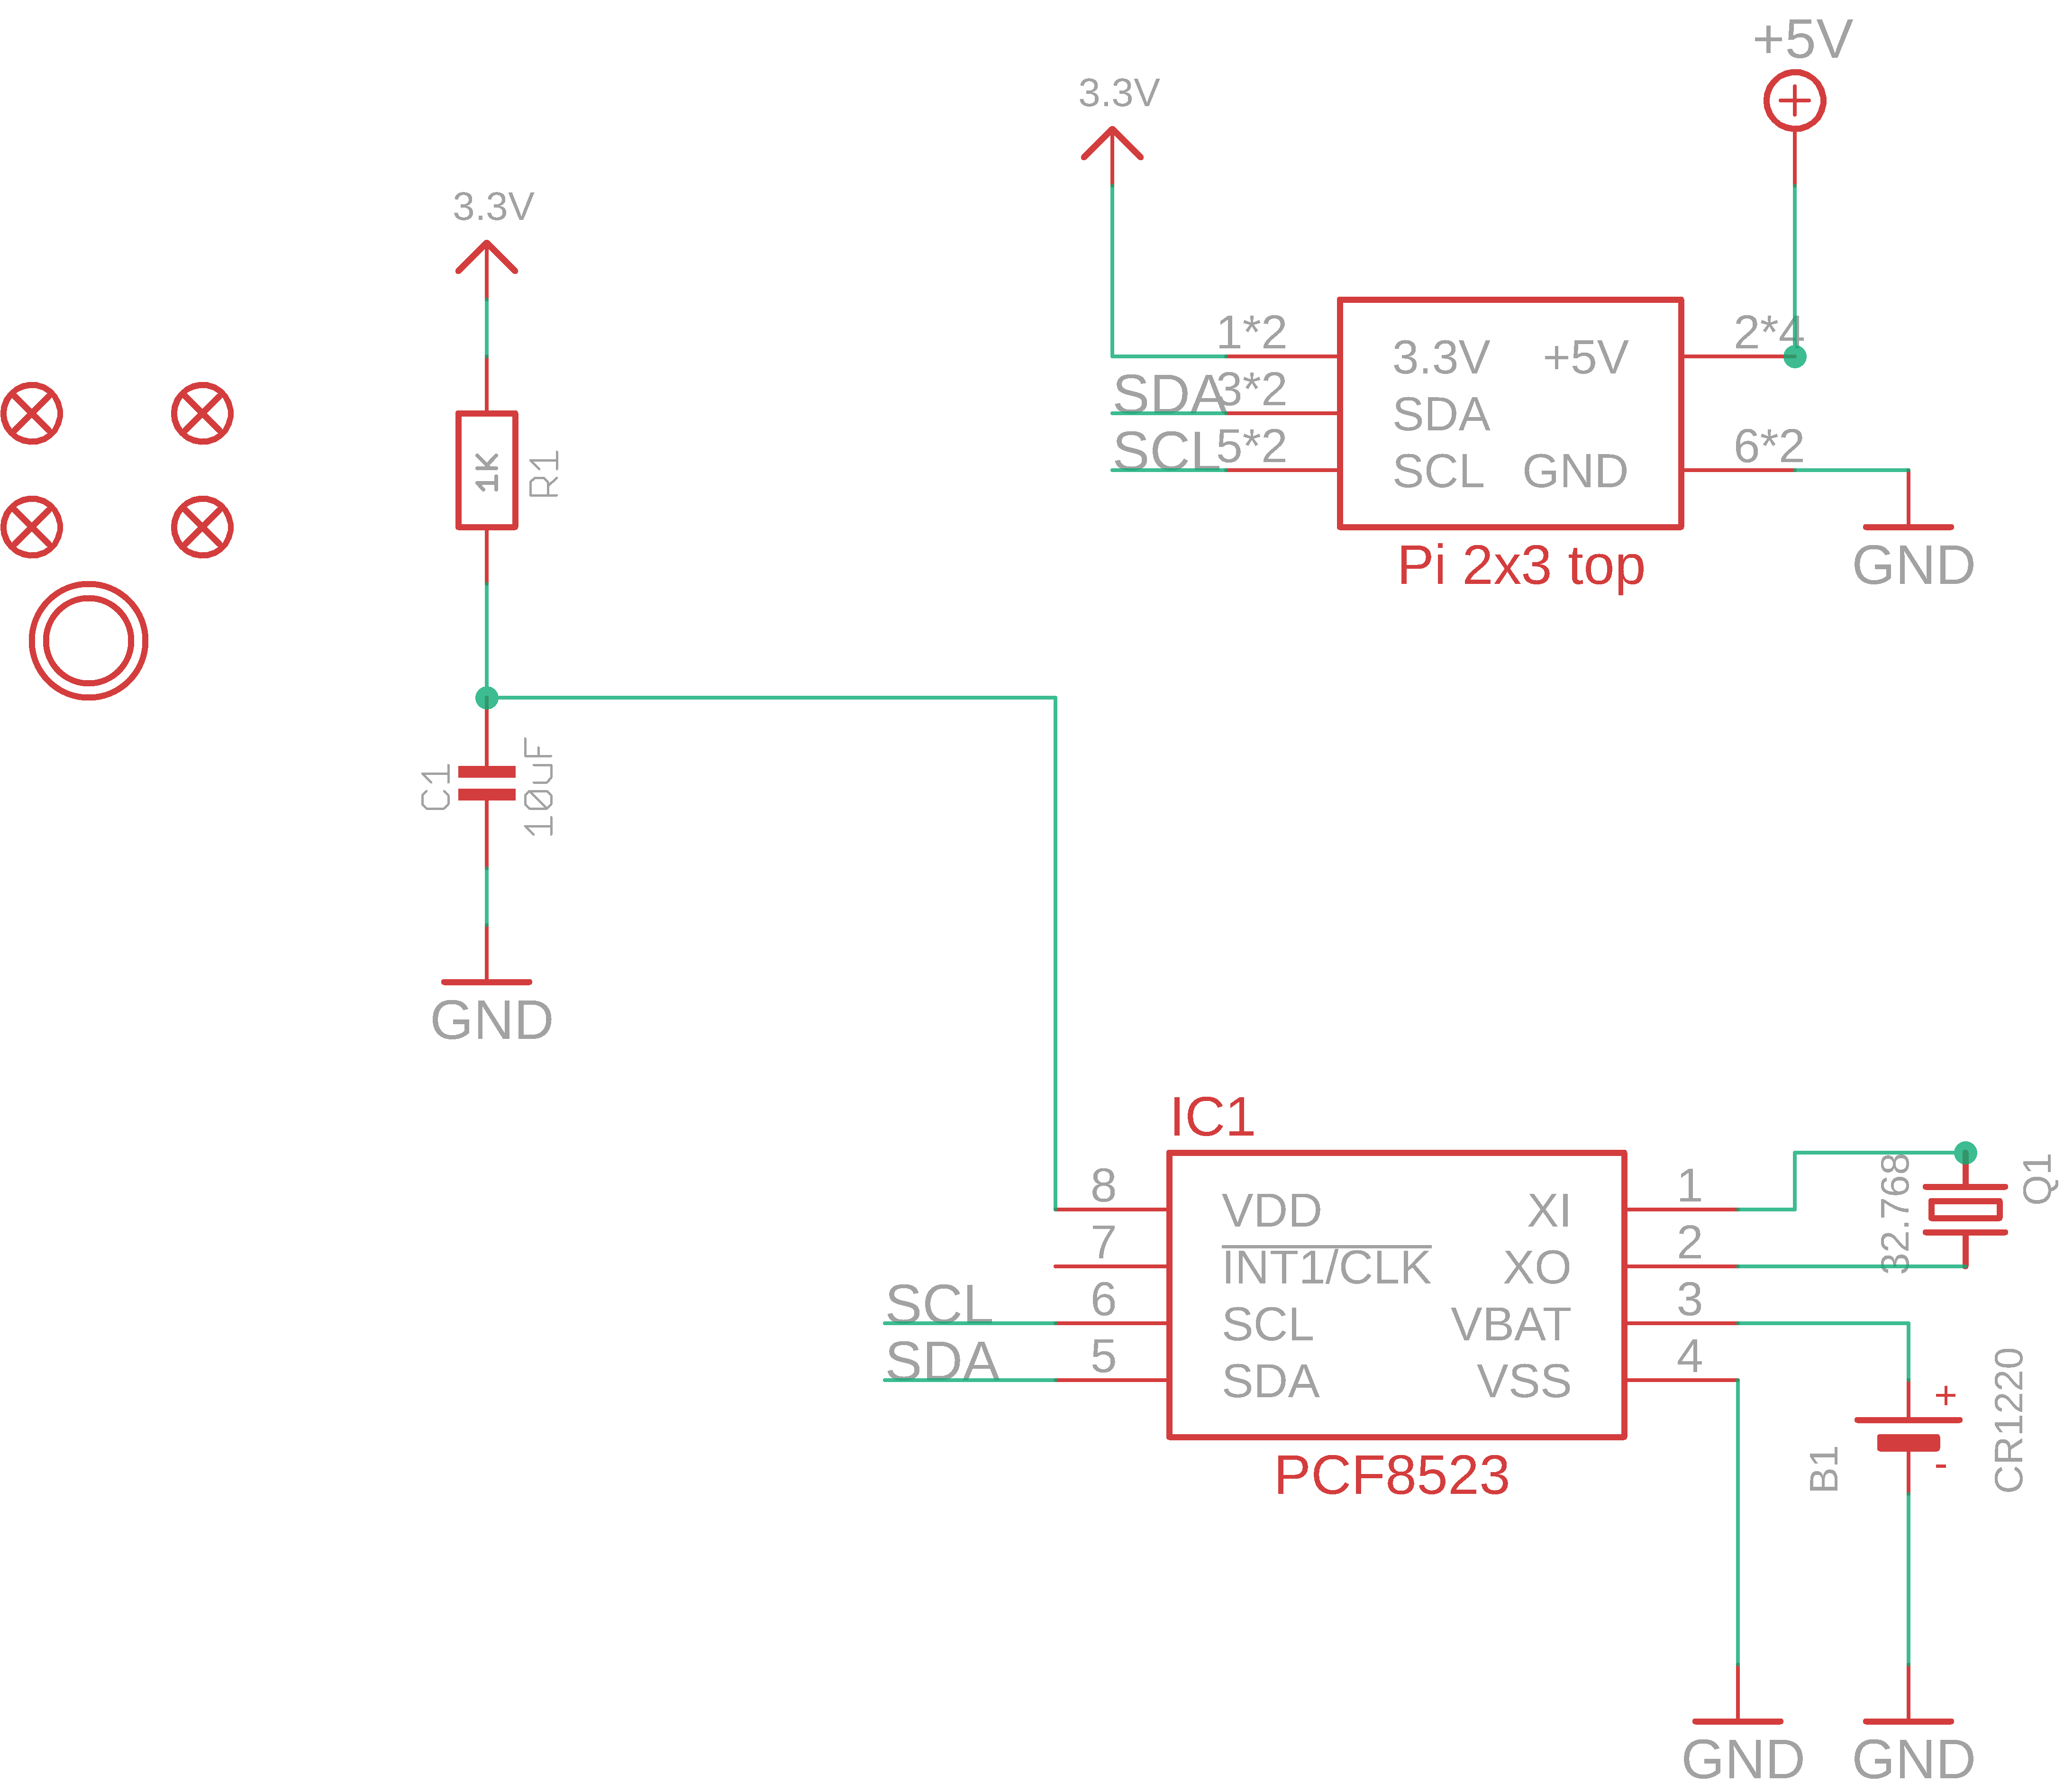 +5V
3.3V
3.3V
1*2
3.3V
+5V
2*4
SDA
3*2
SDA
SCL
5*2
SCL
GND
6*2
Pi 2x3 top
GND
1K
R1
C1
10uF
GND
IC1
8
VDD
XI
1
7
INT1/CLK
XO
2
SCL
6
SCL
VBAT
3
SDA
5
SDA
VSS
4
PCF8523
32.768
Q1
+
-
B1
CR1220
GND
GND